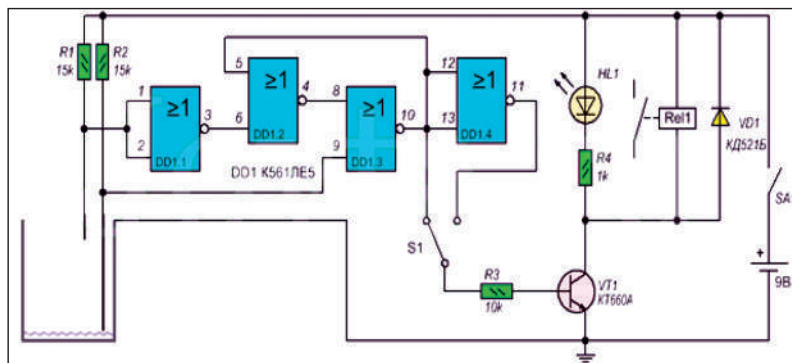 R1
15k
R2
15k
1
2
≥1
3
DD1.1
5
6
≥1
4
DD1.2
8
9
≥1
10
DD1.3
12
13
≥1
11
DD1.4
DD1 К561ЛЕ5
S1
R3
10k
VT1
КТ660А
HL1
R4
1k
Rel1
VD1
КД521Б
SA
+
9В